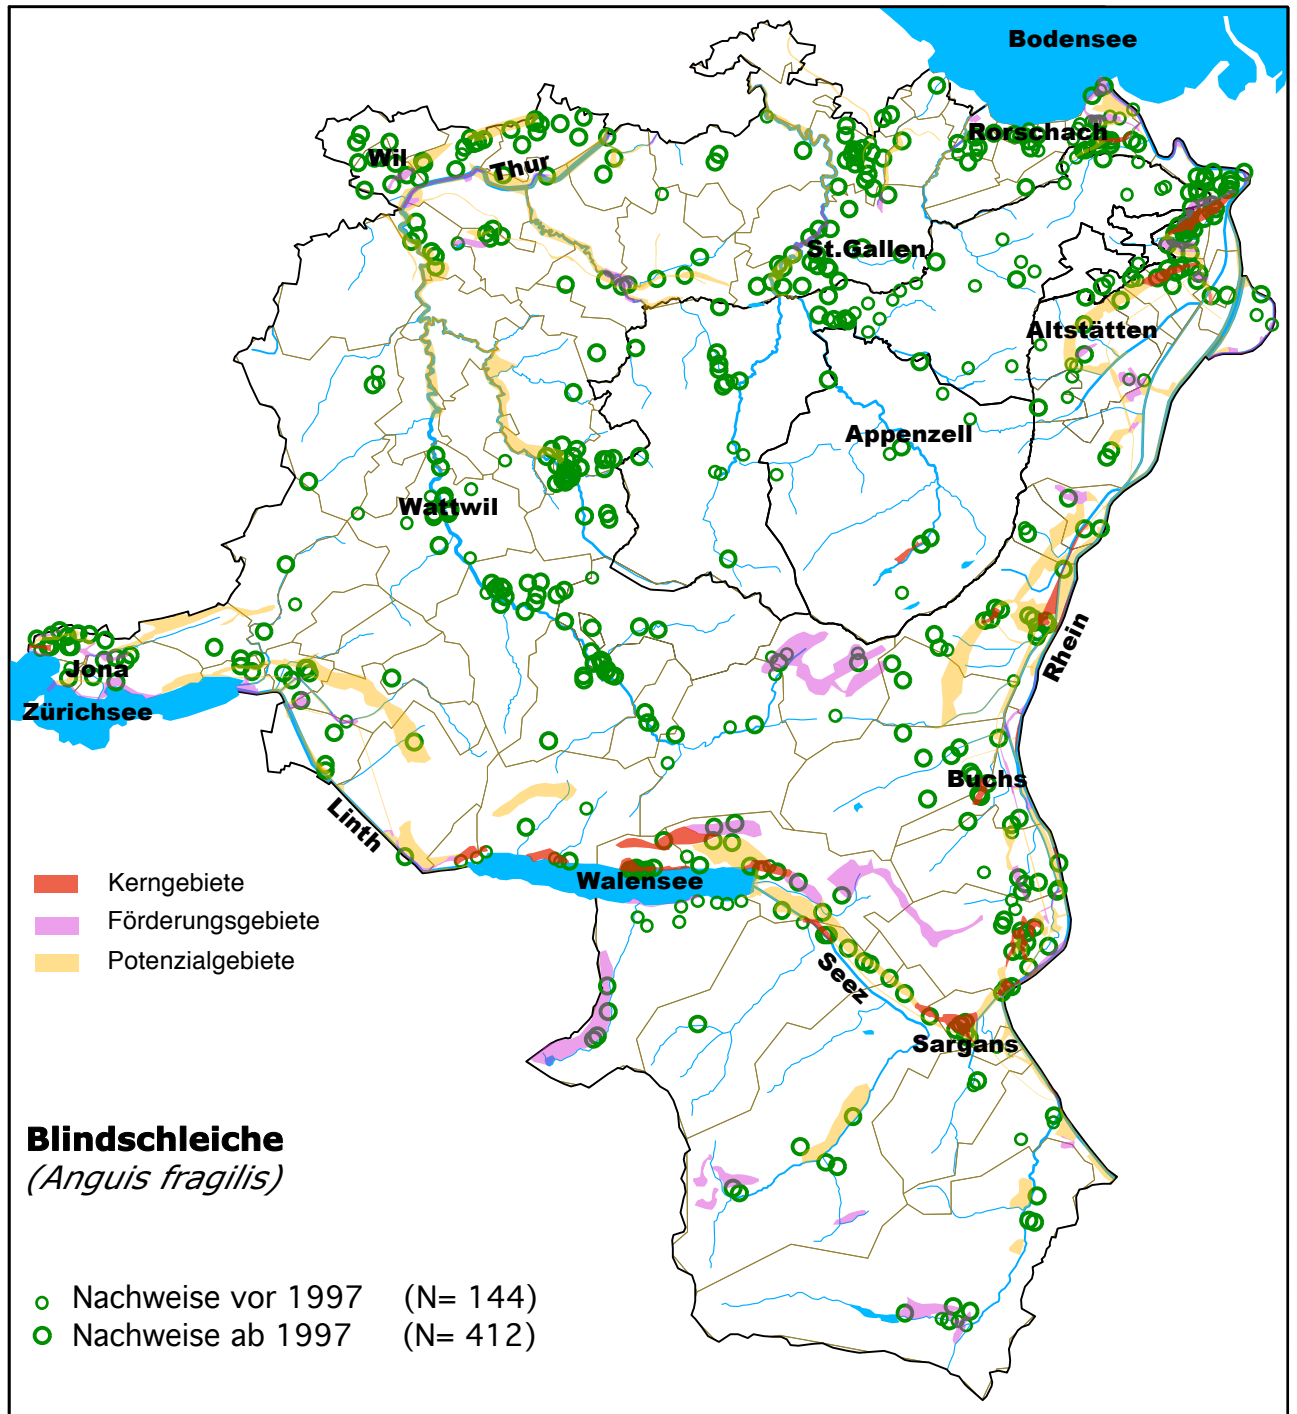 Bodensee
Rorschach
Wil
Thur
St.Gallen
Altstätten
Appenzell
Wattwil
Rhein
Jona
Zürichsee
Buchs
Linth
Walensee
Kerngebiete
Förderungsgebiete
Potenzialgebiete
Seez
Sargans
Blindschleiche
(Anguis fragilis)
Nachweise vor 1997 (N= 144)
Nachweise ab 1997 (N= 412)